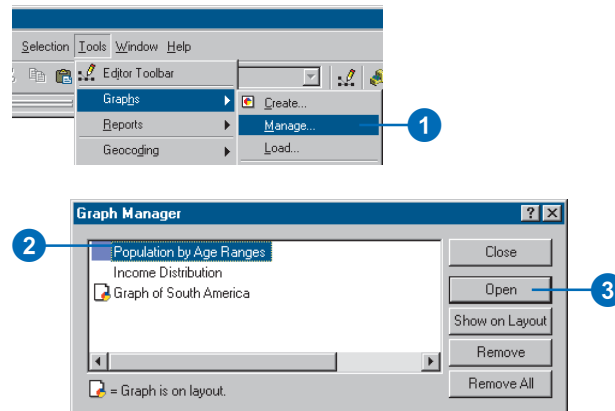 Selection Tools Window Help
Editor Toolbar
Graphs Create...
Reports Manage... 1
Geocoding Load...
Graph Manager
2 Population by Age Ranges Close
Income Distribution
Graph of South America Open 3
Show on Layout
Remove
= Graph is on layout. Remove All